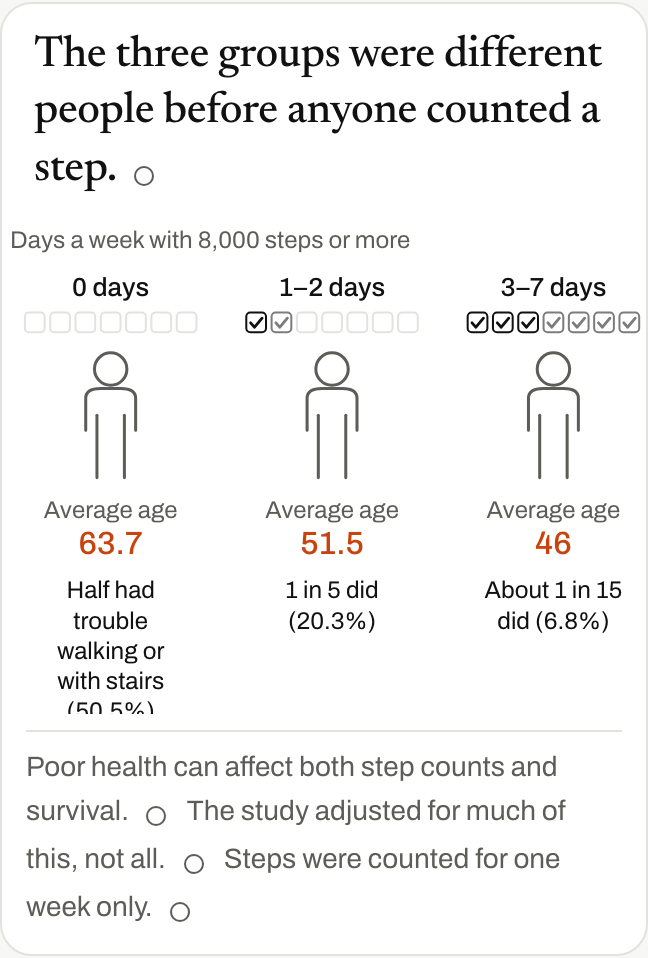 The three groups were different
people before anyone counted a
step.
Days a week with 8,000 steps or more
0 days
1–2 days
3–7 days
Average age
63.7
Half had
trouble
walking or
with stairs
(50.5%)
Average age
51.5
1 in 5 did
(20.3%)
Average age
46
About 1 in 15
did (6.8%)
Poor health can affect both step counts and
survival. The study adjusted for much of
this, not all. Steps were counted for one
week only.